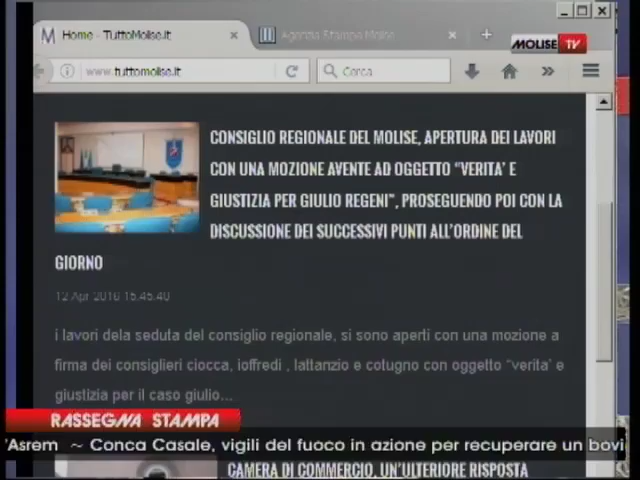 Home - TuttoMolise.it
Agenzia Stampa Molise
MOLISE TV
www.tuttomolise.it
Cerca
CONSIGLIO REGIONALE DEL MOLISE, APERTURA DEI LAVORI
CON UNA MOZIONE AVENTE AD OGGETTO “VERITA’ E
GIUSTIZIA PER GIULIO REGENI”, PROSEGUENDO POI CON LA
DISCUSSIONE DEI SUCCESSIVI PUNTI ALL’ORDINE DEL
GIORNO
12 Apr 2016 15.45.40
i lavori dela seduta del consiglio regionale, si sono aperti con una mozione a
firma dei consiglieri ciocca, ioffredi , lattanzio e cotugno con oggetto “verita’ e
giustizia per il caso giulio...
RASSEGNA STAMPA
'Asrem ~ Conca Casale, vigili del fuoco in azione per recuperare un bovi
CAMERA DI COMMERCIO, UN’ULTERIORE RISPOSTA